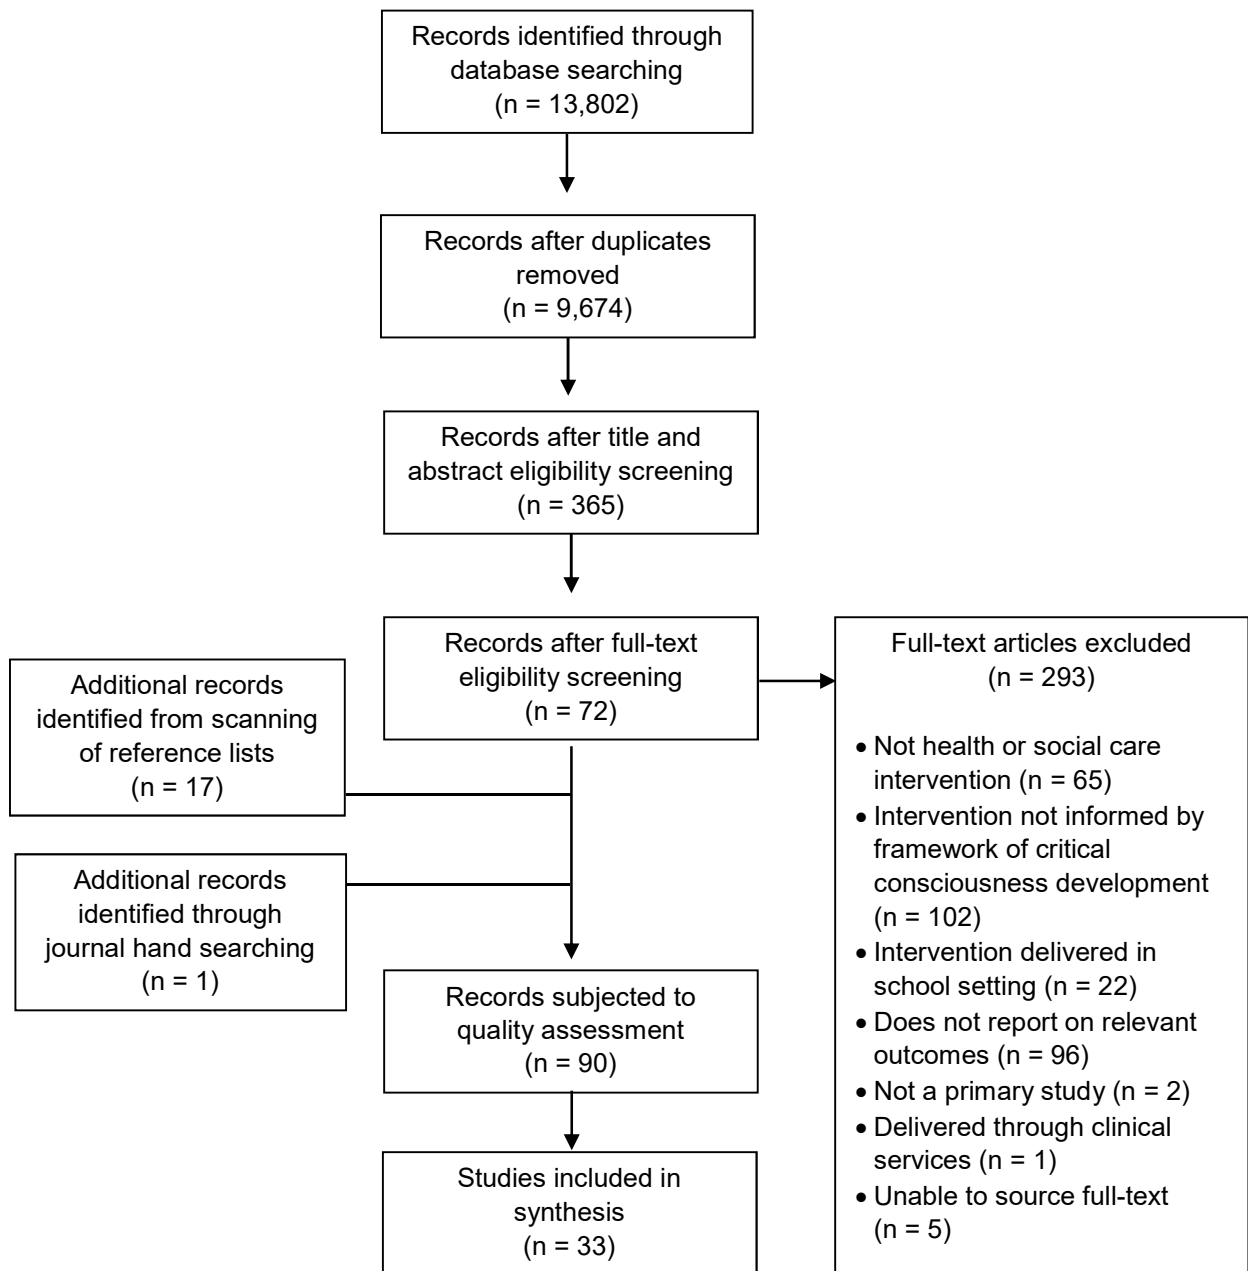 Records identified through
database searching
(n = 13,802)
Records after duplicates
removed
(n = 9,674)
Records after title and
abstract eligibility screening
(n = 365)
Records after full-text
eligibility screening
(n = 72)
Full-text articles excluded
(n = 293)
• Not health or social care
intervention (n = 65)
• Intervention not informed by
framework of critical
consciousness development
(n = 102)
• Intervention delivered in
school setting (n = 22)
• Does not report on relevant
outcomes (n = 96)
• Not a primary study (n = 2)
• Delivered through clinical
services (n = 1)
• Unable to source full-text
(n = 5)
Additional records
identified from scanning
of reference lists
(n = 17)
Additional records
identified through
journal hand searching
(n = 1)
Records subjected to
quality assessment
(n = 90)
Studies included in
synthesis
(n = 33)